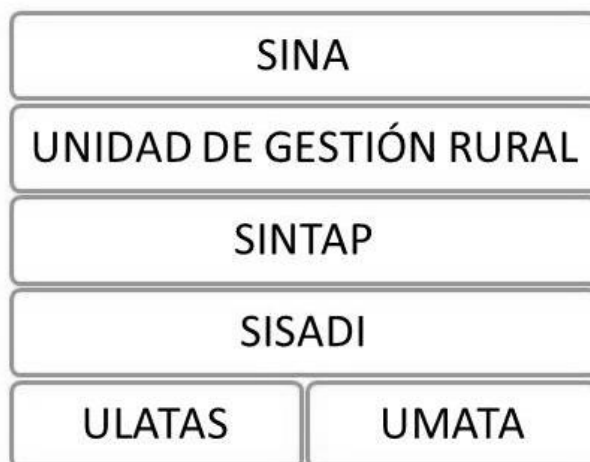 SINA
UNIDAD DE GESTIÓN RURAL
SINTAP
SISADI
ULATAS
UMATA